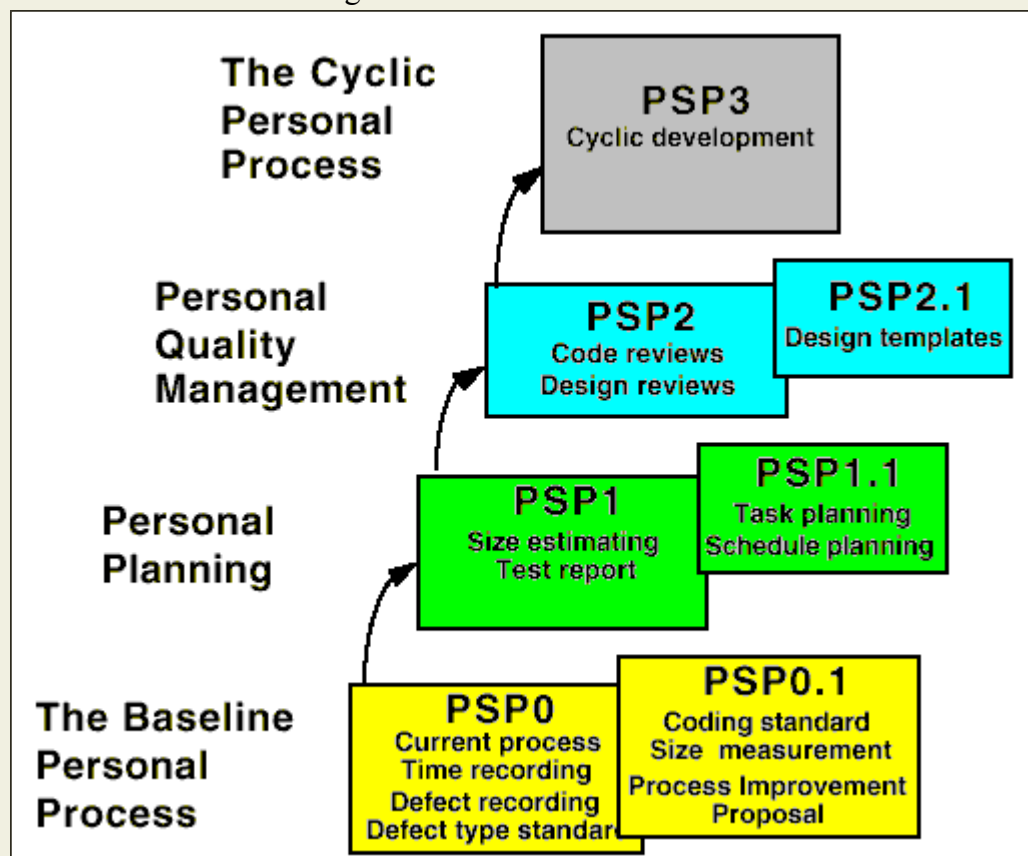 The Cyclic
Personal
Process
PSP3
Cyclic development
Personal
Quality
Management
PSP2
Code reviews
Design reviews
PSP2.1
Design templates
Personal
Planning
PSP1
Size estimating
Test report
PSP1.1
Task planning
Schedule planning
The Baseline
Personal
Process
PSP0
Current process
Time recording
Defect recording
Defect type standard
PSP0.1
Coding standard
Size measurement
Process Improvement
Proposal